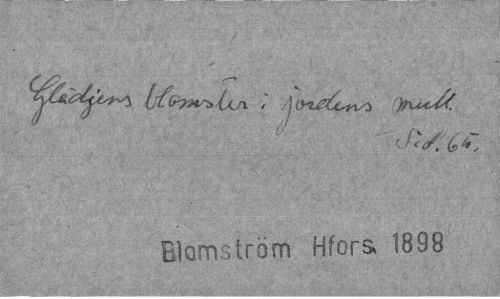 Glädjens blomster i jordens mull.
Sid. 65.
Blomström Hfors. 1898